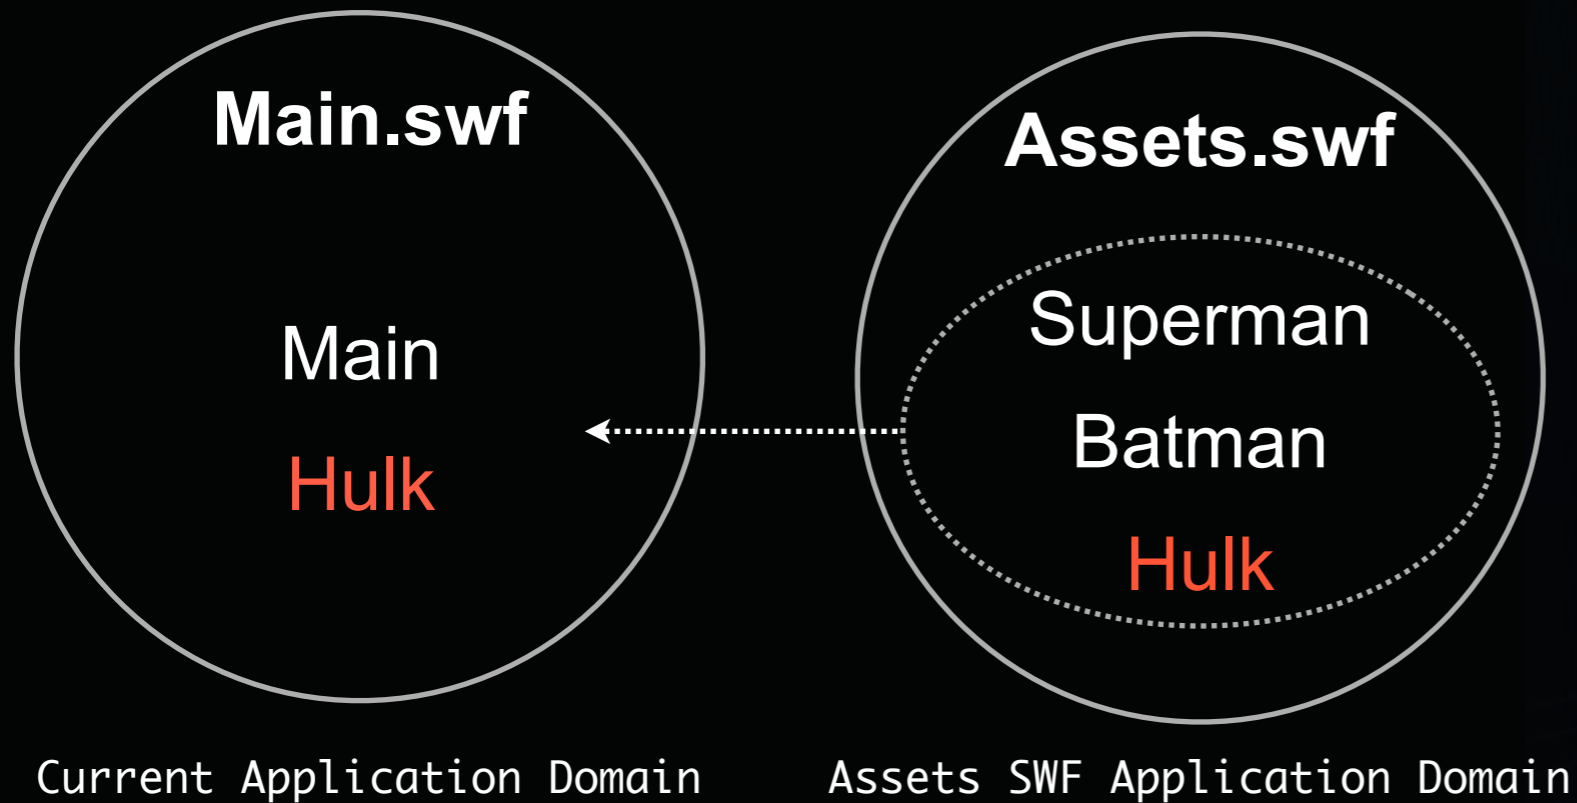 Main.swf
Main
Hulk
Current Application Domain
Assets.swf
Superman
Batman
Hulk
Assets SWF Application Domain